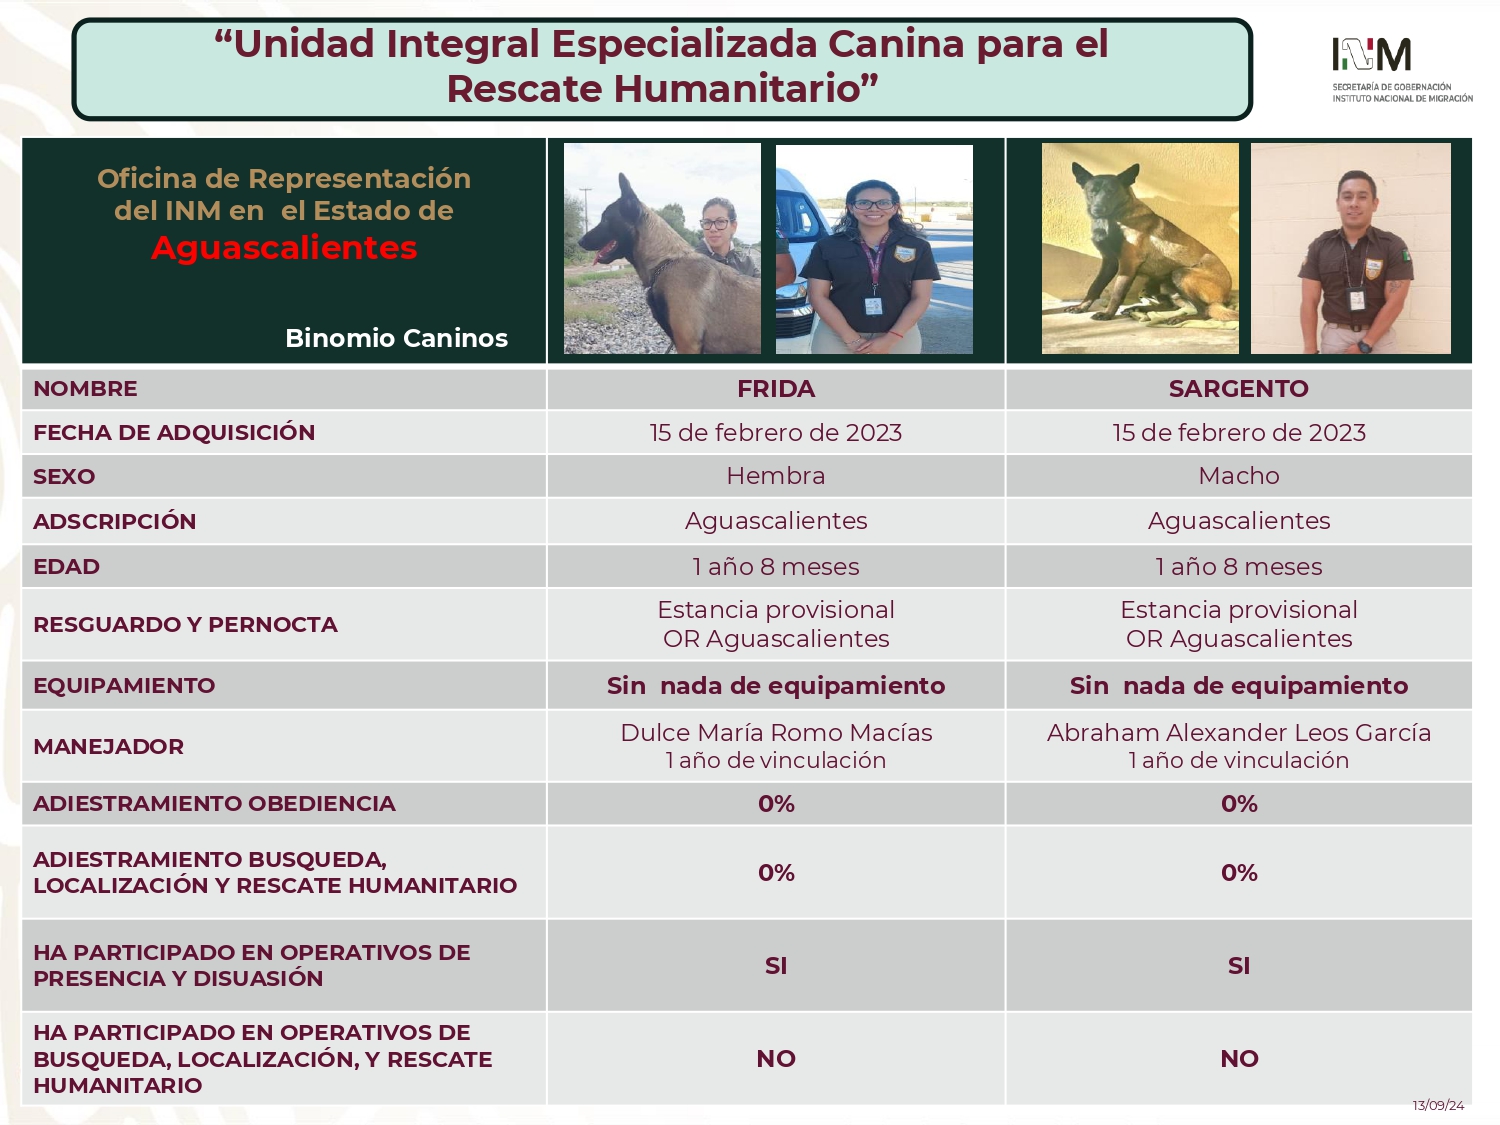 “Unidad Integral Especializada Canina para el
Rescate Humanitario”
INM
SECRETARÍA DE GOBERNACIÓN
INSTITUTO NACIONAL DE MIGRACIÓN
Oficina de Representación
del INM en  el Estado de
Aguascalientes
Binomio Caninos
NOMBRE
FRIDA
SARGENTO
FECHA DE ADQUISICIÓN
15 de febrero de 2023
15 de febrero de 2023
SEXO
Hembra
Macho
ADSCRIPCIÓN
Aguascalientes
Aguascalientes
EDAD
1 año 8 meses
1 año 8 meses
RESGUARDO Y PERNOCTA
Estancia provisional
OR Aguascalientes
Estancia provisional
OR Aguascalientes
EQUIPAMIENTO
Sin  nada de equipamiento
Sin  nada de equipamiento
MANEJADOR
Dulce María Romo Macías
1 año de vinculación
Abraham Alexander Leos García
1 año de vinculación
ADIESTRAMIENTO OBEDIENCIA
0%
0%
ADIESTRAMIENTO BUSQUEDA,
LOCALIZACIÓN Y RESCATE HUMANITARIO
0%
0%
HA PARTICIPADO EN OPERATIVOS DE
PRESENCIA Y DISUASIÓN
SI
SI
HA PARTICIPADO EN OPERATIVOS DE
BUSQUEDA, LOCALIZACIÓN, Y RESCATE
HUMANITARIO
NO
NO
13/09/24